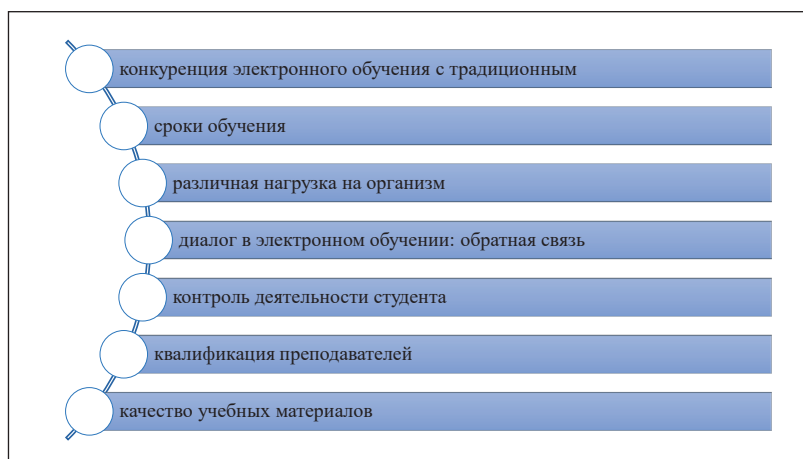 конкуренция электронного обучения с традиционным
сроки обучения
различная нагрузка на организм
диалог в электронном обучении: обратная связь
контроль деятельности студента
квалификация преподавателей
качество учебных материалов